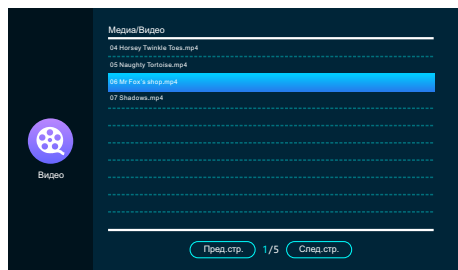 Медиа/Видео
04 Horsey Twinkle Toes.mp4
05 Naughty Tortoise.mp4
06 Mr Fox`s shop.mp4
07 Shadows.mp4
Видео
Пред.стр. 1/5 След.стр.